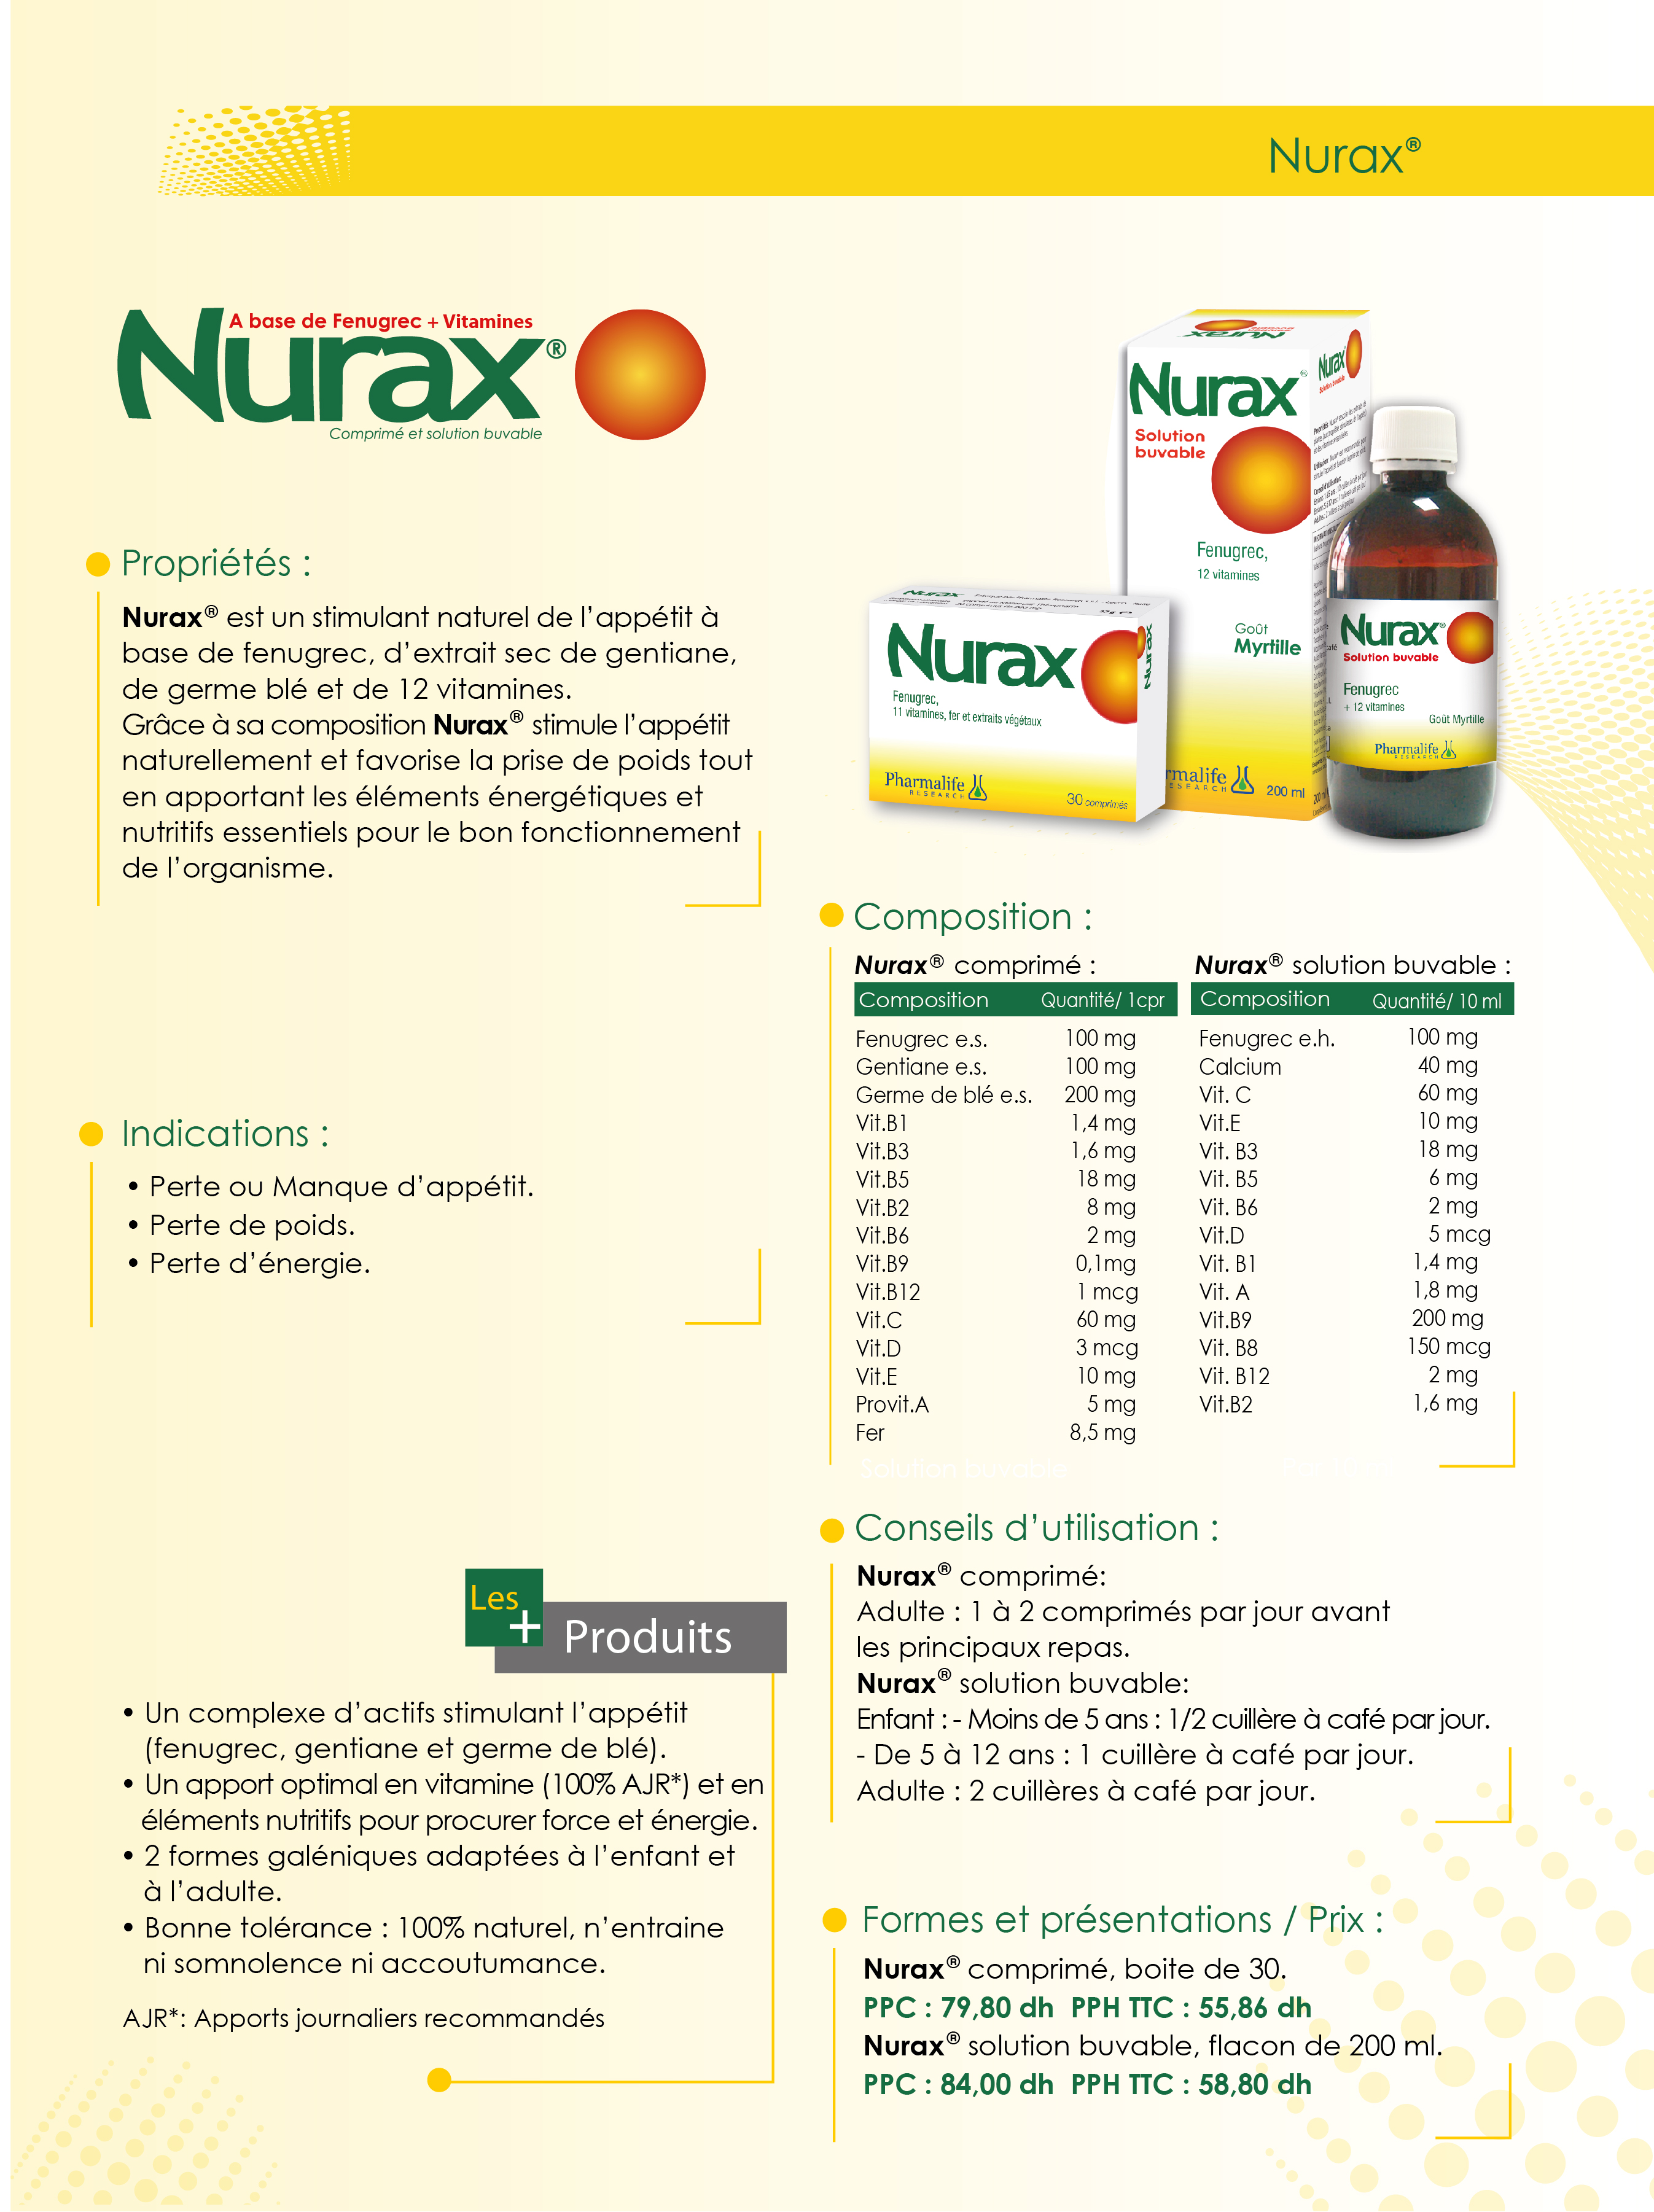 Nurax®
A base de Fenugrec + Vitamines
Nurax®
Comprimé et solution buvable
Propriétés :
Nurax® est un stimulant naturel de l’appétit à
base de fenugrec, d’extrait sec de gentiane,
de germe blé et de 12 vitamines.
Grâce à sa composition Nurax® stimule l’appétit
naturellement et favorise la prise de poids tout
en apportant les éléments énergétiques et
nutritifs essentiels pour le bon fonctionnement
de l’organisme.
Indications :
• Perte ou Manque d’appétit.
• Perte de poids.
• Perte d’énergie.
Les +
Produits
• Un complexe d’actifs stimulant l’appétit
(fenugrec, gentiane et germe de blé).
• Un apport optimal en vitamine (100% AJR*) et en
éléments nutritifs pour procurer force et énergie.
• 2 formes galéniques adaptées à l’enfant et
à l’adulte.
• Bonne tolérance : 100% naturel, n’entraine
ni somnolence ni accoutumance.
AJR*: Apports journaliers recommandés
Nurax
Fenugrec,
11 vitamines, fer et extraits végétaux
Pharmalife
RESEARCH
30 comprimés
Nurax
Nurax
Nurax
Nurax®
Solution
buvable
Fenugrec,
12 vitamines
Goût
Myrtille
rmalife
RESEARCH
200 ml
Nurax
Solution buvable
Nurax®
Solution buvable
Fenugrec
+ 12 vitamines
Goût Myrtille
Pharmalife
RESEARCH
Composition :
Nurax® comprimé :
Composition Quantité/ 1cpr
Fenugrec e.s. 100 mg
Gentiane e.s. 100 mg
Germe de blé e.s. 200 mg
Vit.B1 1,4 mg
Vit.B3 1,6 mg
Vit.B5 18 mg
Vit.B2 8 mg
Vit.B6 2 mg
Vit.B9 0,1mg
Vit.B12 1 mcg
Vit.C 60 mg
Vit.D 3 mcg
Vit.E 10 mg
Provit.A 5 mg
Fer 8,5 mg
Solution buvable
Nurax® solution buvable :
Composition Quantité/ 10 ml
Fenugrec e.h. 100 mg
Calcium 40 mg
Vit. C 60 mg
Vit.E 10 mg
Vit. B3 18 mg
Vit. B5 6 mg
Vit. B6 2 mg
Vit.D 5 mcg
Vit. B1 1,4 mg
Vit. A 1,8 mg
Vit.B9 200 mg
Vit. B8 150 mcg
Vit. B12 2 mg
Vit.B2 1,6 mg
Conseils d’utilisation :
Nurax® comprimé:
Adulte : 1 à 2 comprimés par jour avant
les principaux repas.
Nurax® solution buvable:
Enfant : - Moins de 5 ans : 1/2 cuillère à café par jour.
- De 5 à 12 ans : 1 cuillère à café par jour.
Adulte : 2 cuillères à café par jour.
Formes et présentations / Prix :
Nurax® comprimé, boite de 30.
PPC : 79,80 dh PPH TTC : 55,86 dh
Nurax® solution buvable, flacon de 200 ml.
PPC : 84,00 dh PPH TTC : 58,80 dh